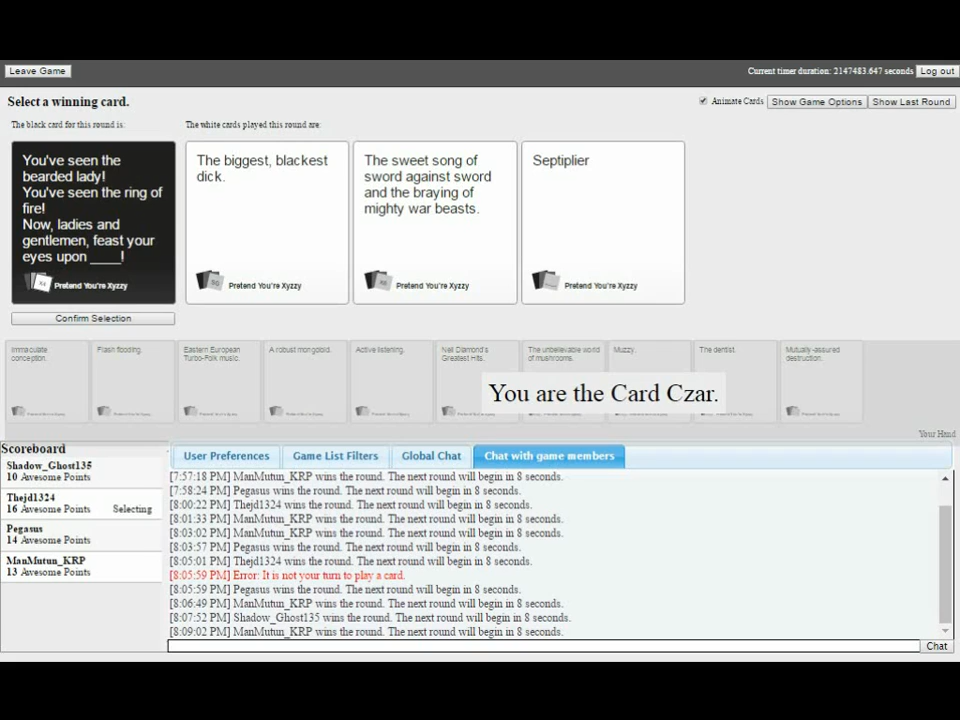 Leave Game
Current timer duration: 2147483.647 seconds
Log out
Select a winning card.
Animate Cards
Show Game Options
Show Last Round
The black card for this round is:
The white cards played this round are:
You've seen the
bearded lady!
You've seen the ring of
fire!
Now, ladies and
gentlemen, feast your
eyes upon ____!
Pretend You're Xyzzy
The biggest, blackest
dick.
Pretend You're Xyzzy
The sweet song of
sword against sword
and the braying of
mighty war beasts.
Pretend You're Xyzzy
Septiplier
Pretend You're Xyzzy
Confirm Selection
Immaculate
conception.
Flash flooding.
Eastern European
Turbo-Folk music.
A robust mongoloid.
Active listening.
Neil Diamond's
Greatest Hits.
The unbelievable world
of mushrooms.
Muzzy.
The dentist.
Mutually-assured
destruction.
You are the Card Czar.
Your Hand
Scoreboard
Shadow_Ghost135
10 Awesome Points
Thejd1324
16 Awesome Points Selecting
Pegasus
14 Awesome Points
ManMutun_KRP
13 Awesome Points
User Preferences
Game List Filters
Global Chat
Chat with game members
[7:57:18 PM] ManMutun_KRP wins the round. The next round will begin in 8 seconds.
[7:58:24 PM] Pegasus wins the round. The next round will begin in 8 seconds.
[8:00:22 PM] Thejd1324 wins the round. The next round will begin in 8 seconds.
[8:01:33 PM] ManMutun_KRP wins the round. The next round will begin in 8 seconds.
[8:03:02 PM] ManMutun_KRP wins the round. The next round will begin in 8 seconds.
[8:03:57 PM] Pegasus wins the round. The next round will begin in 8 seconds.
[8:05:01 PM] Thejd1324 wins the round. The next round will begin in 8 seconds.
[8:05:59 PM] Error: It is not your turn to play a card.
[8:05:59 PM] Pegasus wins the round. The next round will begin in 8 seconds.
[8:06:49 PM] ManMutun_KRP wins the round. The next round will begin in 8 seconds.
[8:07:52 PM] Shadow_Ghost135 wins the round. The next round will begin in 8 seconds.
[8:09:02 PM] ManMutun_KRP wins the round. The next round will begin in 8 seconds.
Chat